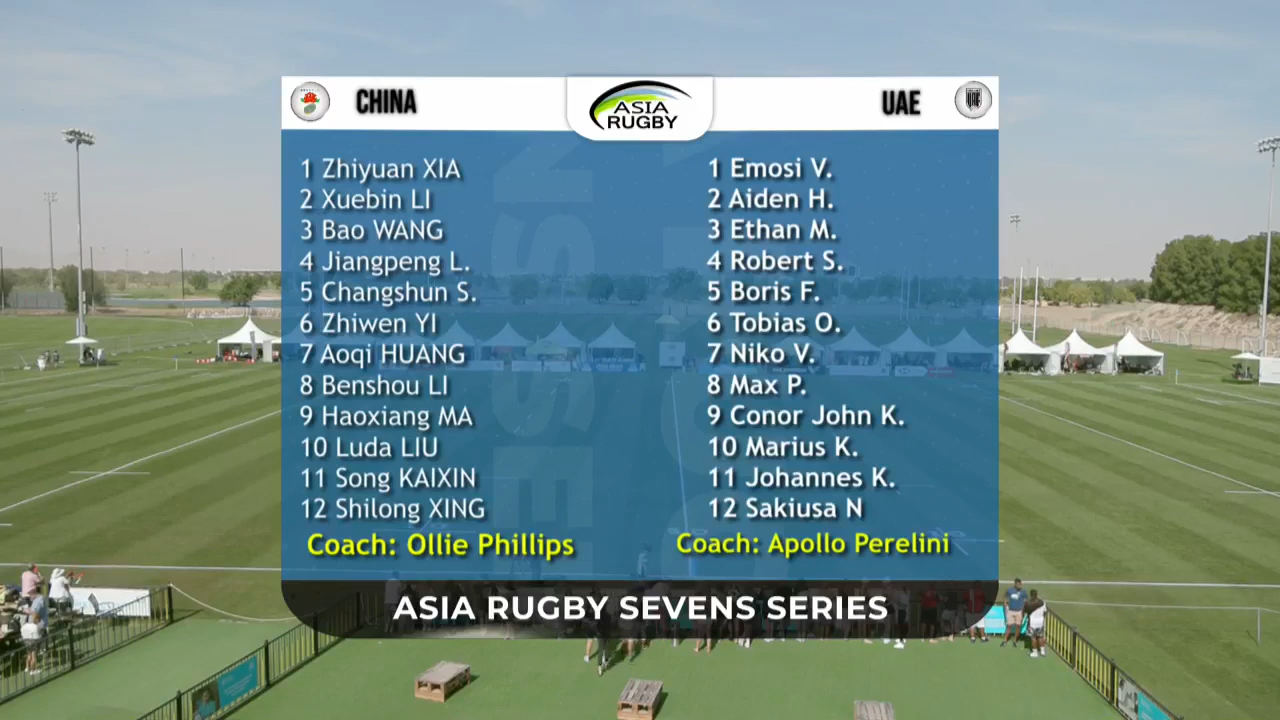 CHINA
ASIA
RUGBY
UAE
1 Zhiyuan XIA
2 Xuebin LI
3 Bao WANG
4 Jiangpeng L.
5 Changshun S.
6 Zhiwen YI
7 Aoqi HUANG
8 Benshou LI
9 Haoxiang MA
10 Luda LIU
11 Song KAIXIN
12 Shilong XING
Coach: Ollie Phillips
1 Emosi V.
2 Aiden H.
3 Ethan M.
4 Robert S.
5 Boris F.
6 Tobias O.
7 Niko V.
8 Max P.
9 Conor John K.
10 Marius K.
11 Johannes K.
12 Sakiusa N
Coach: Apollo Perelini
ASIA RUGBY SEVENS SERIES